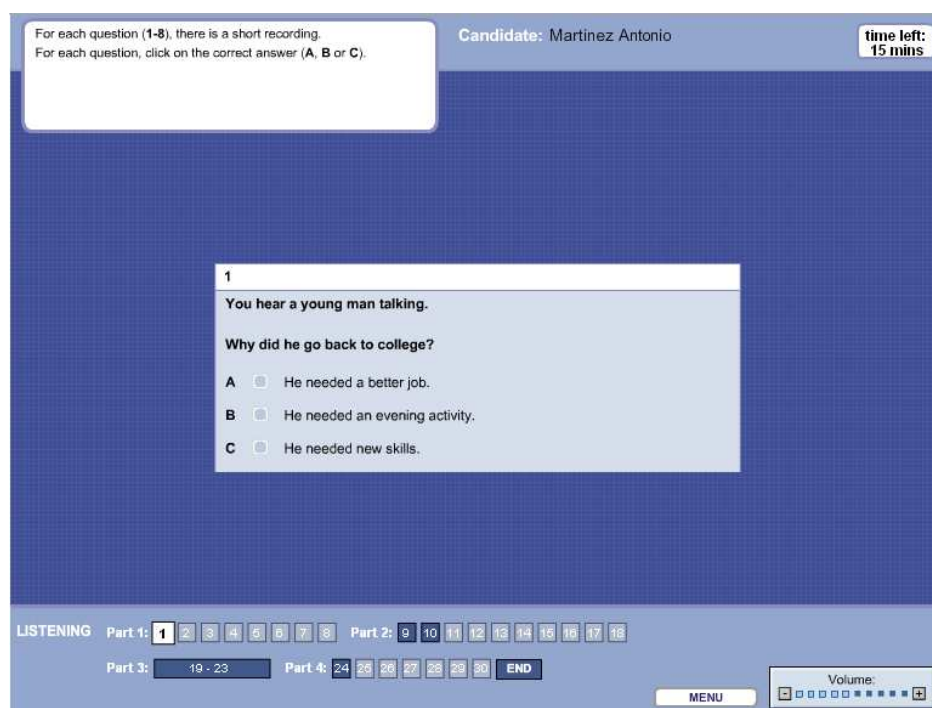 For each question (1-8), there is a short recording.
For each question, click on the correct answer (A, B or C).
Candidate: Martinez Antonio
time left:
15 mins
1
You hear a young man talking.
Why did he go back to college?
A He needed a better job.
B He needed an evening activity.
C He needed new skills.
LISTENING Part 1: 1 2 3 4 5 6 7 8 Part 2: 9 10 11 12 13 14 15 16 17 18
Part 3: 19 - 23 Part 4: 24 25 26 27 28 29 30 END
MENU
Volume:
- +